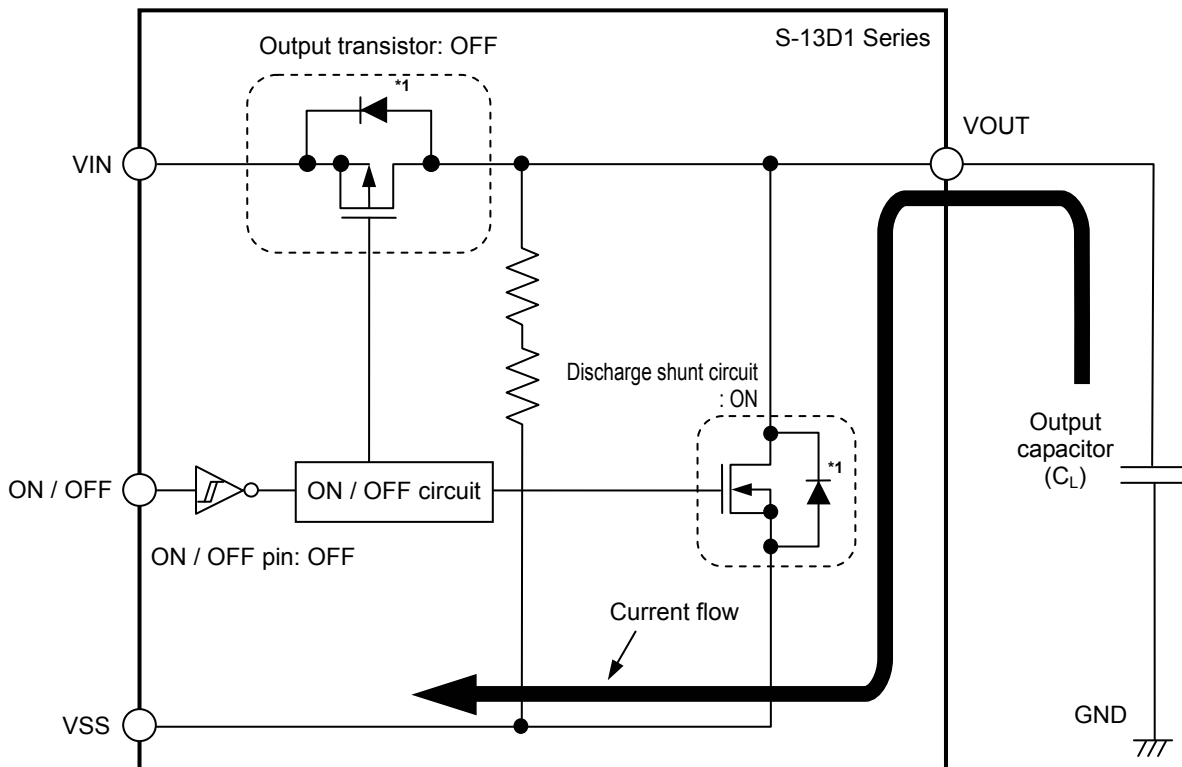 S-13D1 Series
Output transistor: OFF
*1
VOUT
VIN
Discharge shunt circuit
: ON
*1
Output
capacitor
(CL)
ON / OFF
ON / OFF circuit
ON / OFF pin: OFF
Current flow
GND
VSS